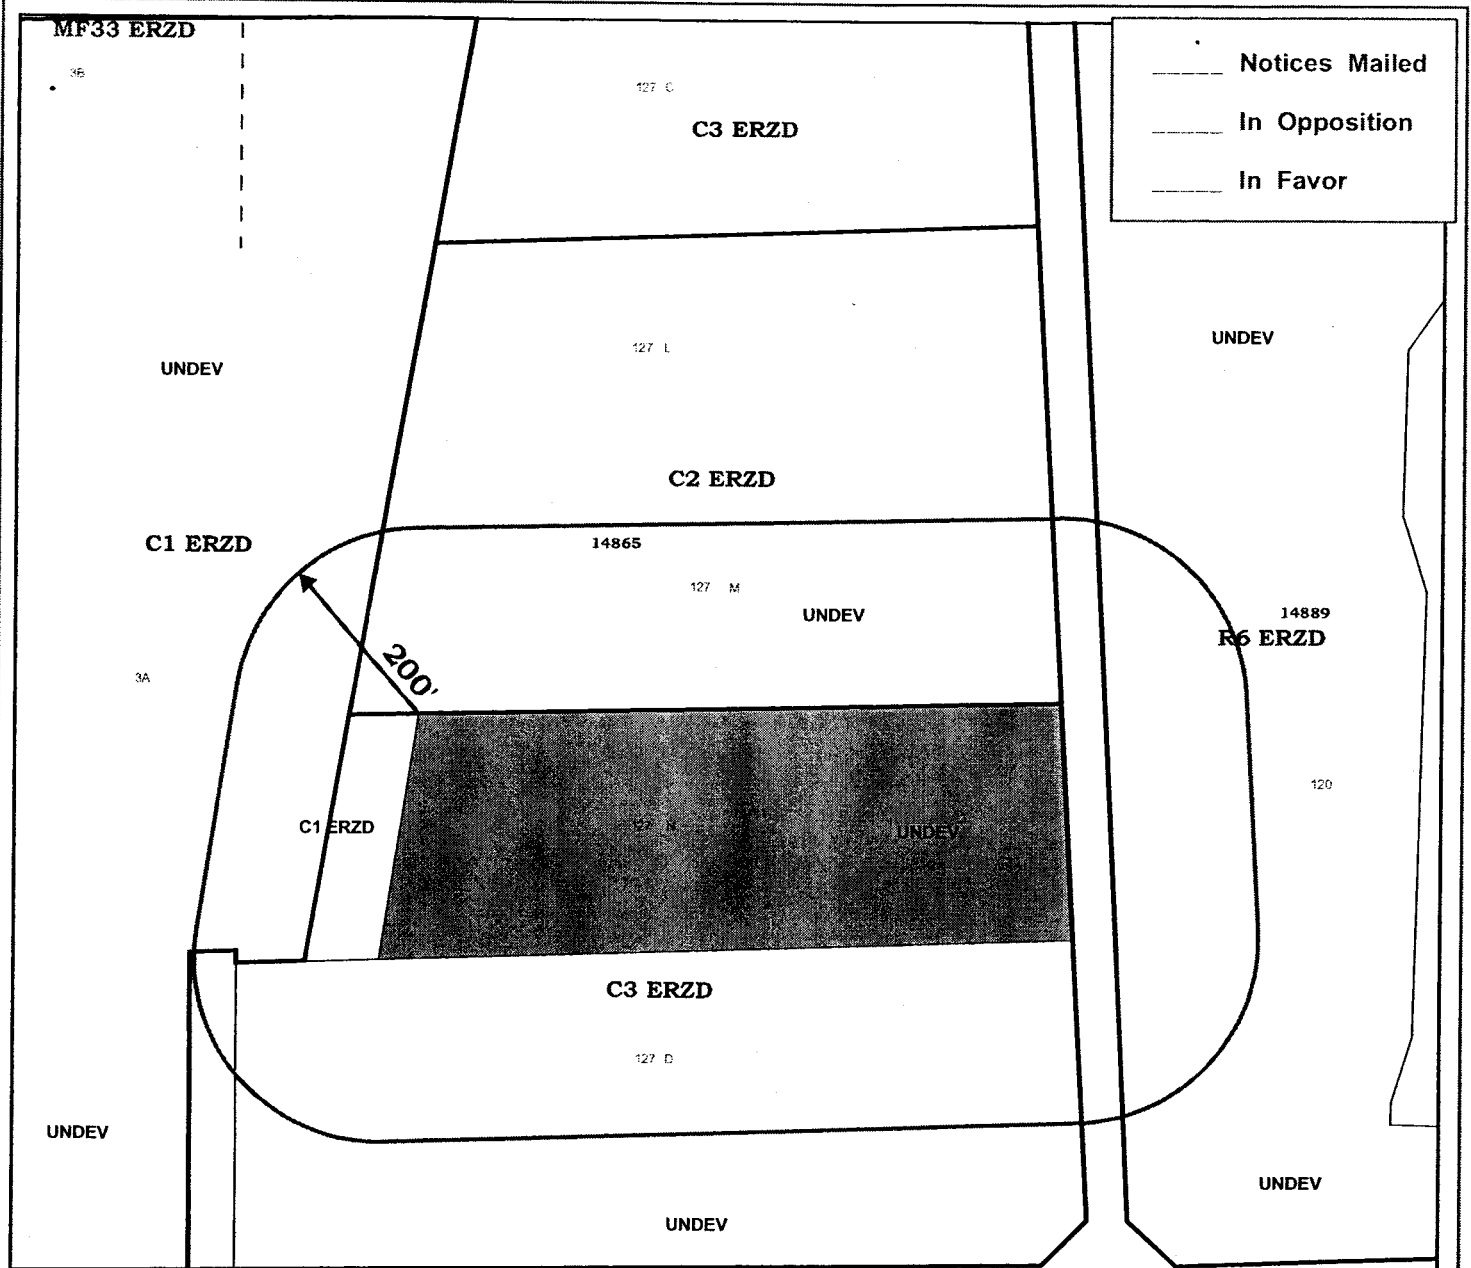 MF33 ERZD
3B
127 C
C3 ERZD
Notices Mailed
In Opposition
In Favor
UNDEV
127 L
UNDEV
C2 ERZD
C1 ERZD
14865
127 M
UNDEV
14889
R6 ERZD
200'
3A
120
C1 ERZD
UNDEV
C3 ERZD
127 D
UNDEV
UNDEV
UNDEV